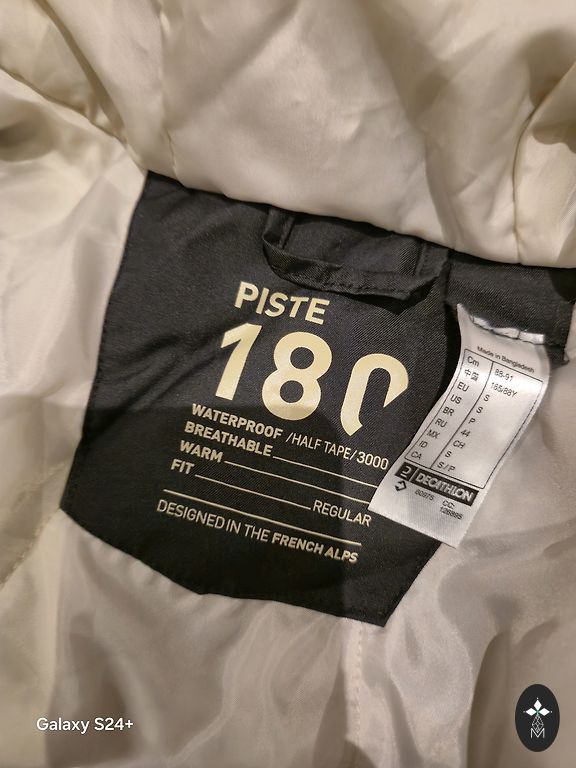 PISTE
180
WATERPROOF /HALF TAPE/3000
BREATHABLE
WARM
FIT
REGULAR
DESIGNED IN THE FRENCH ALPS
Made in Bangladesh
Cm 85-91
中国 165/88Y
EU S
US S
BR P
RU 44
MX CH
ID S
CA S/P
DECATHLON
CC:
Galaxy S24+
M